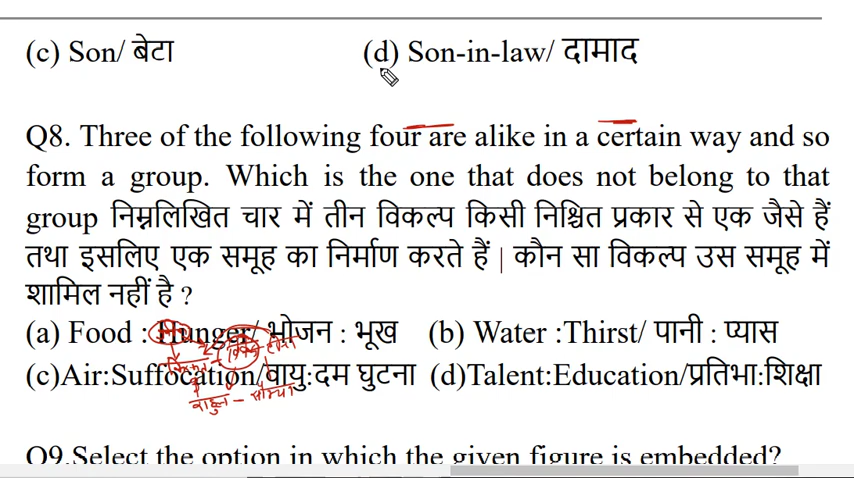 (c) Son/ बेटा (d) Son-in-law/ दामाद
Q8. Three of the following four are alike in a certain way and so
form a group. Which is the one that does not belong to that
group निम्नलिखित चार में तीन विकल्प किसी निश्चित प्रकार से एक जैसे हैं
तथा इसलिए एक समूह का निर्माण करते हैं| कौन सा विकल्प उस समूह में
शामिल नहीं है ?
(a) Food : Hunger/ भोजन : भूख (b) Water :Thirst/ पानी : प्यास
(c)Air:Suffocation/वायु:दम घुटना (d)Talent:Education/प्रतिभा:शिक्षा
Q9.Select the option in which the given figure is embedded?